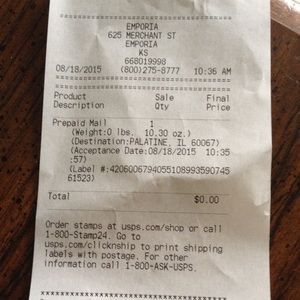 EMPORIA
625 MERCHANT ST
EMPORIA
KS
668019998
08/18/2015 (800)275-8777 10:36 AM
Product Sale Final
Description Qty Price
Prepaid Mail 1
(Weight:0 lbs. 10.30 oz.)
(Destination:PALATINE, IL 60067)
(Acceptance Date:08/18/2015 10:35
:57)
(Label #:4206006794055108993590745
61523)
Total $0.00
Order stamps at usps.com/shop or call
1-800-Stamp24. Go to
usps.com/clicknship to print shipping
labels with postage. For other
information call 1-800-ASK-USPS.